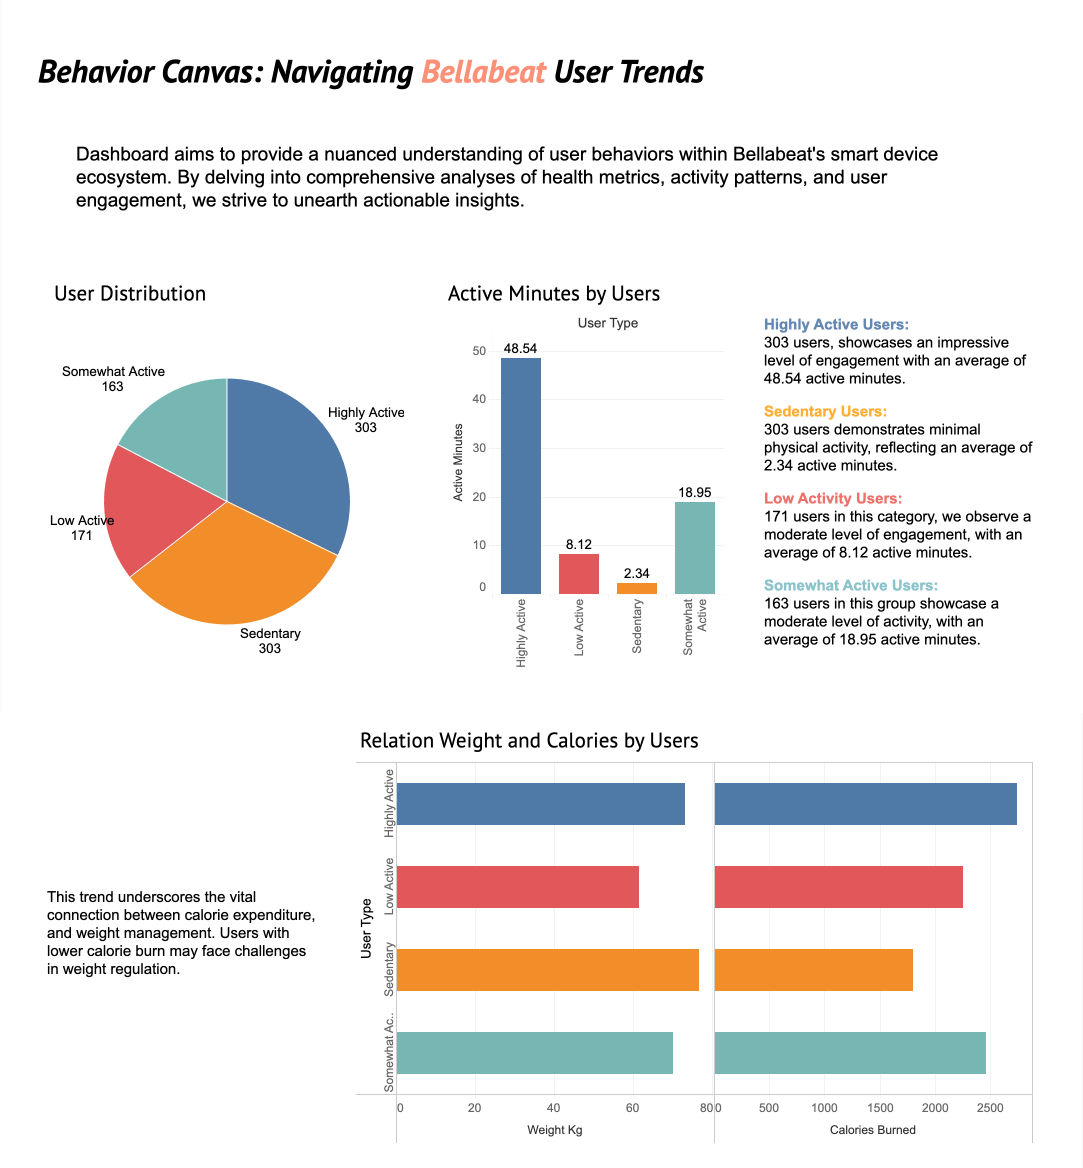 Behavior Canvas: Navigating Bellabeat User Trends
Dashboard aims to provide a nuanced understanding of user behaviors within Bellabeat's smart device
ecosystem. By delving into comprehensive analyses of health metrics, activity patterns, and user
engagement, we strive to unearth actionable insights.
User Distribution
Somewhat Active
163
Highly Active
303
Low Active
171
Sedentary
303
Active Minutes by Users
User Type
Active Minutes
50
40
30
20
10
0
48.54
8.12
2.34
18.95
Highly Active
Low Active
Sedentary
Somewhat
Active
Highly Active Users:
303 users, showcases an impressive
level of engagement with an average of
48.54 active minutes.
Sedentary Users:
303 users demonstrates minimal
physical activity, reflecting an average of
2.34 active minutes.
Low Activity Users:
171 users in this category, we observe a
moderate level of engagement, with an
average of 8.12 active minutes.
Somewhat Active Users:
163 users in this group showcase a
moderate level of activity, with an
average of 18.95 active minutes.
This trend underscores the vital
connection between calorie expenditure,
and weight management. Users with
lower calorie burn may face challenges
in weight regulation.
Relation Weight and Calories by Users
User Type
Highly Active
Low Active
Sedentary
Somewhat Ac..
0 20 40 60 80
Weight Kg
0 500 1000 1500 2000 2500
Calories Burned